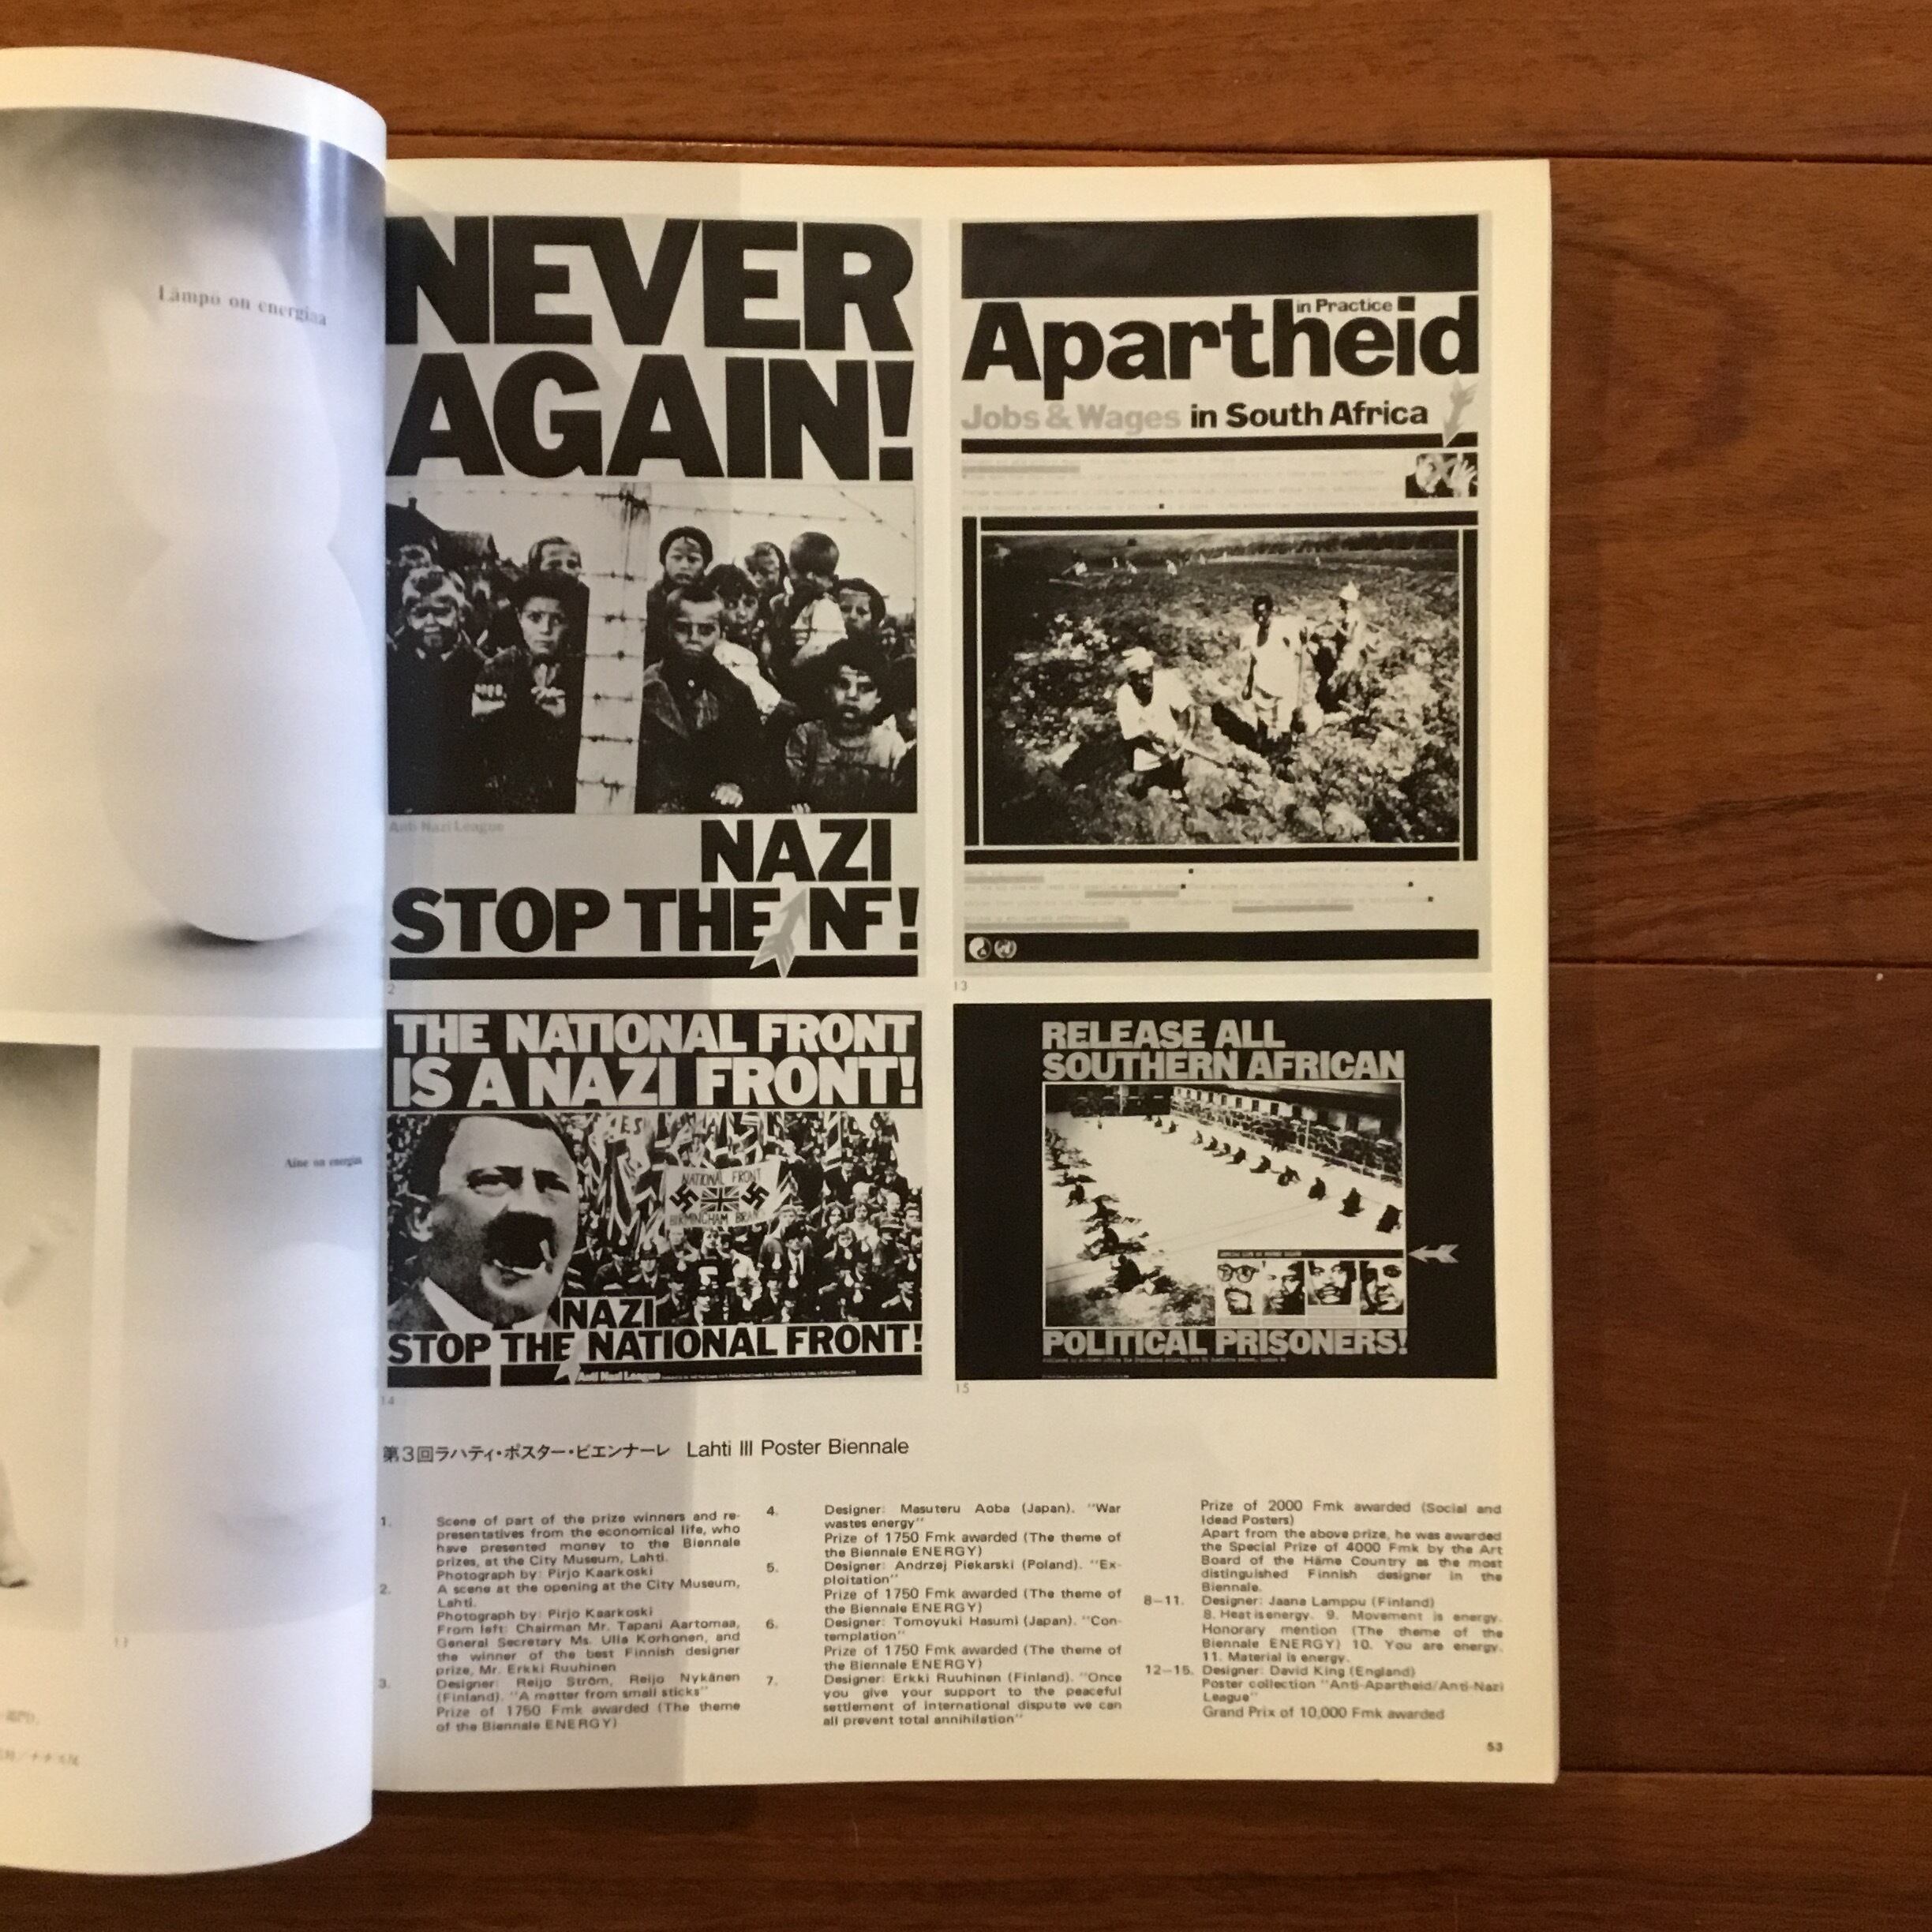 Lämpö on energiaa
Aine on energiaa
11
NEVER
AGAIN!
Anti Nazi League
NAZI
STOP THE NF!
2
in Practice
Apartheid
Jobs & Wages in South Africa
13
THE NATIONAL FRONT
IS A NAZI FRONT!
NATIONAL FRONT
BIRMINGHAM BRAN
NAZI
STOP THE NATIONAL FRONT!
Anti Nazi League
14
RELEASE ALL
SOUTHERN AFRICAN
POLITICAL PRISONERS!
15
第3回ラハティ・ポスター・ビエンナーレ Lahti III Poster Biennale
1. Scene of part of the prize winners and re-
presentatives from the economical life, who
have presented money to the Biennale
prizes, at the City Museum, Lahti.
Photograph by: Pirjo Kaarkoski
2. A scene at the opening at the City Museum,
Lahti.
Photograph by: Pirjo Kaarkoski
From left: Chairman Mr. Tapani Aartomaa,
General Secretary Ms. Ulla Korhonen, and
the winner of the best Finnish designer
prize, Mr. Erkki Ruuhinen
3. Designer: Reijo Ström, Reijo Nykänen
(Finland). "A matter from small sticks"
Prize of 1750 Fmk awarded (The theme
of the Biennale ENERGY)
4. Designer: Masuteru Aoba (Japan). "War
wastes energy"
Prize of 1750 Fmk awarded (The theme of
the Biennale ENERGY)
5. Designer: Andrzej Piekarski (Poland). "Ex-
ploitation"
Prize of 1750 Fmk awarded (The theme of
the Biennale ENERGY)
6. Designer: Tomoyuki Hasumi (Japan). "Con-
templation"
Prize of 1750 Fmk awarded (The theme of
the Biennale ENERGY)
7. Designer: Erkki Ruuhinen (Finland). "Once
you give your support to the peaceful
settlement of international dispute we can
all prevent total annihilation"
Prize of 2000 Fmk awarded (Social and
Idead Posters)
Apart from the above prize, he was awarded
the Special Prize of 4000 Fmk by the Art
Board of the Häme Country as the most
distinguished Finnish designer in the
Biennale.
8—11. Designer: Jaana Lamppu (Finland)
8. Heat is energy. 9. Movement is energy.
Honorary mention (The theme of the
Biennale ENERGY) 10. You are energy.
11. Material is energy.
12—15. Designer: David King (England)
Poster collection "Anti-Apartheid/Anti-Nazi
League"
Grand Prix of 10,000 Fmk awarded
53